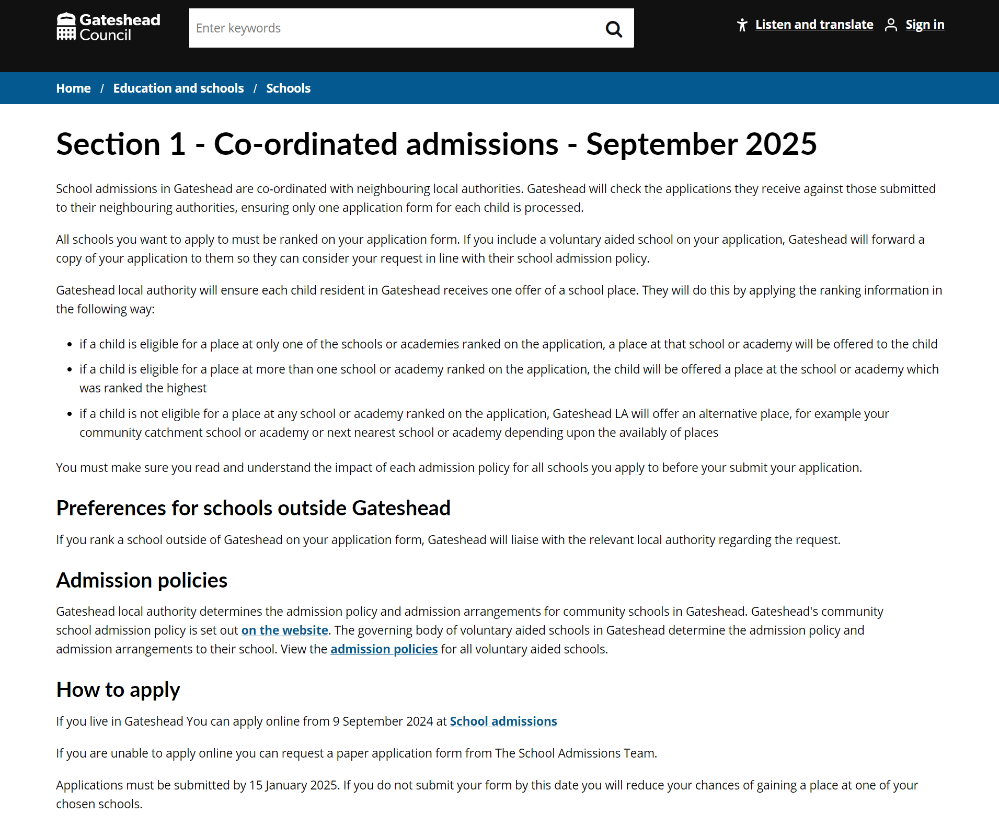 Gateshead
Council
Enter keywords
Listen and translate
Sign in
Home / Education and schools / Schools
Section 1 - Co-ordinated admissions - September 2025
School admissions in Gateshead are co-ordinated with neighbouring local authorities. Gateshead will check the applications they receive against those submitted
to their neighbouring authorities, ensuring only one application form for each child is processed.
All schools you want to apply to must be ranked on your application form. If you include a voluntary aided school on your application, Gateshead will forward a
copy of your application to them so they can consider your request in line with their school admission policy.
Gateshead local authority will ensure each child resident in Gateshead receives one offer of a school place. They will do this by applying the ranking information in
the following way:
• if a child is eligible for a place at only one of the schools or academies ranked on the application, a place at that school or academy will be offered to the child
• if a child is eligible for a place at more than one school or academy ranked on the application, the child will be offered a place at the school or academy which
was ranked the highest
• if a child is not eligible for a place at any school or academy ranked on the application, Gateshead LA will offer an alternative place, for example your
community catchment school or academy or next nearest school or academy depending upon the availably of places
You must make sure you read and understand the impact of each admission policy for all schools you apply to before your submit your application.
Preferences for schools outside Gateshead
If you rank a school outside of Gateshead on your application form, Gateshead will liaise with the relevant local authority regarding the request.
Admission policies
Gateshead local authority determines the admission policy and admission arrangements for community schools in Gateshead. Gateshead's community
school admission policy is set out on the website. The governing body of voluntary aided schools in Gateshead determine the admission policy and
admission arrangements to their school. View the admission policies for all voluntary aided schools.
How to apply
If you live in Gateshead You can apply online from 9 September 2024 at School admissions
If you are unable to apply online you can request a paper application form from The School Admissions Team.
Applications must be submitted by 15 January 2025. If you do not submit your form by this date you will reduce your chances of gaining a place at one of your
chosen schools.